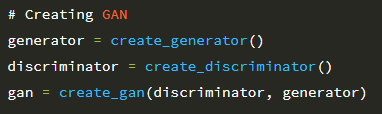 # Creating GAN
generator = create_generator()
discriminator = create_discriminator()
gan = create_gan(discriminator, generator)